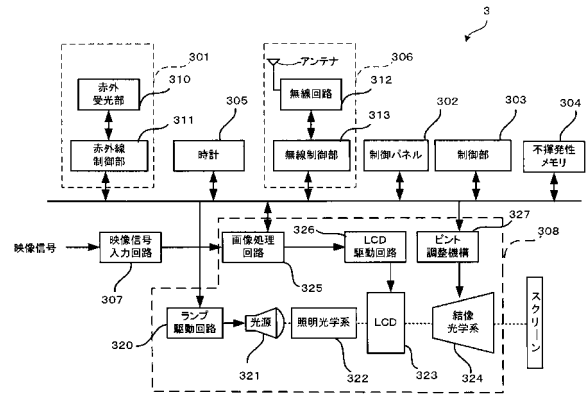 3
301
306
アンテナ
赤外
受光部
310
無線回路
312
赤外線
制御部
311
時計
305
無線制御部
313
制御パネル
302
制御部
303
不揮発性
メモリ
304
映像信号
映像信号
入力回路
307
画像処理
回路
325
LCD
駆動回路
326
ピント
調整機構
327
308
ランプ
駆動回路
320
光源
321
照明光学系
322
LCD
323
結像
光学系
324
スクリーン